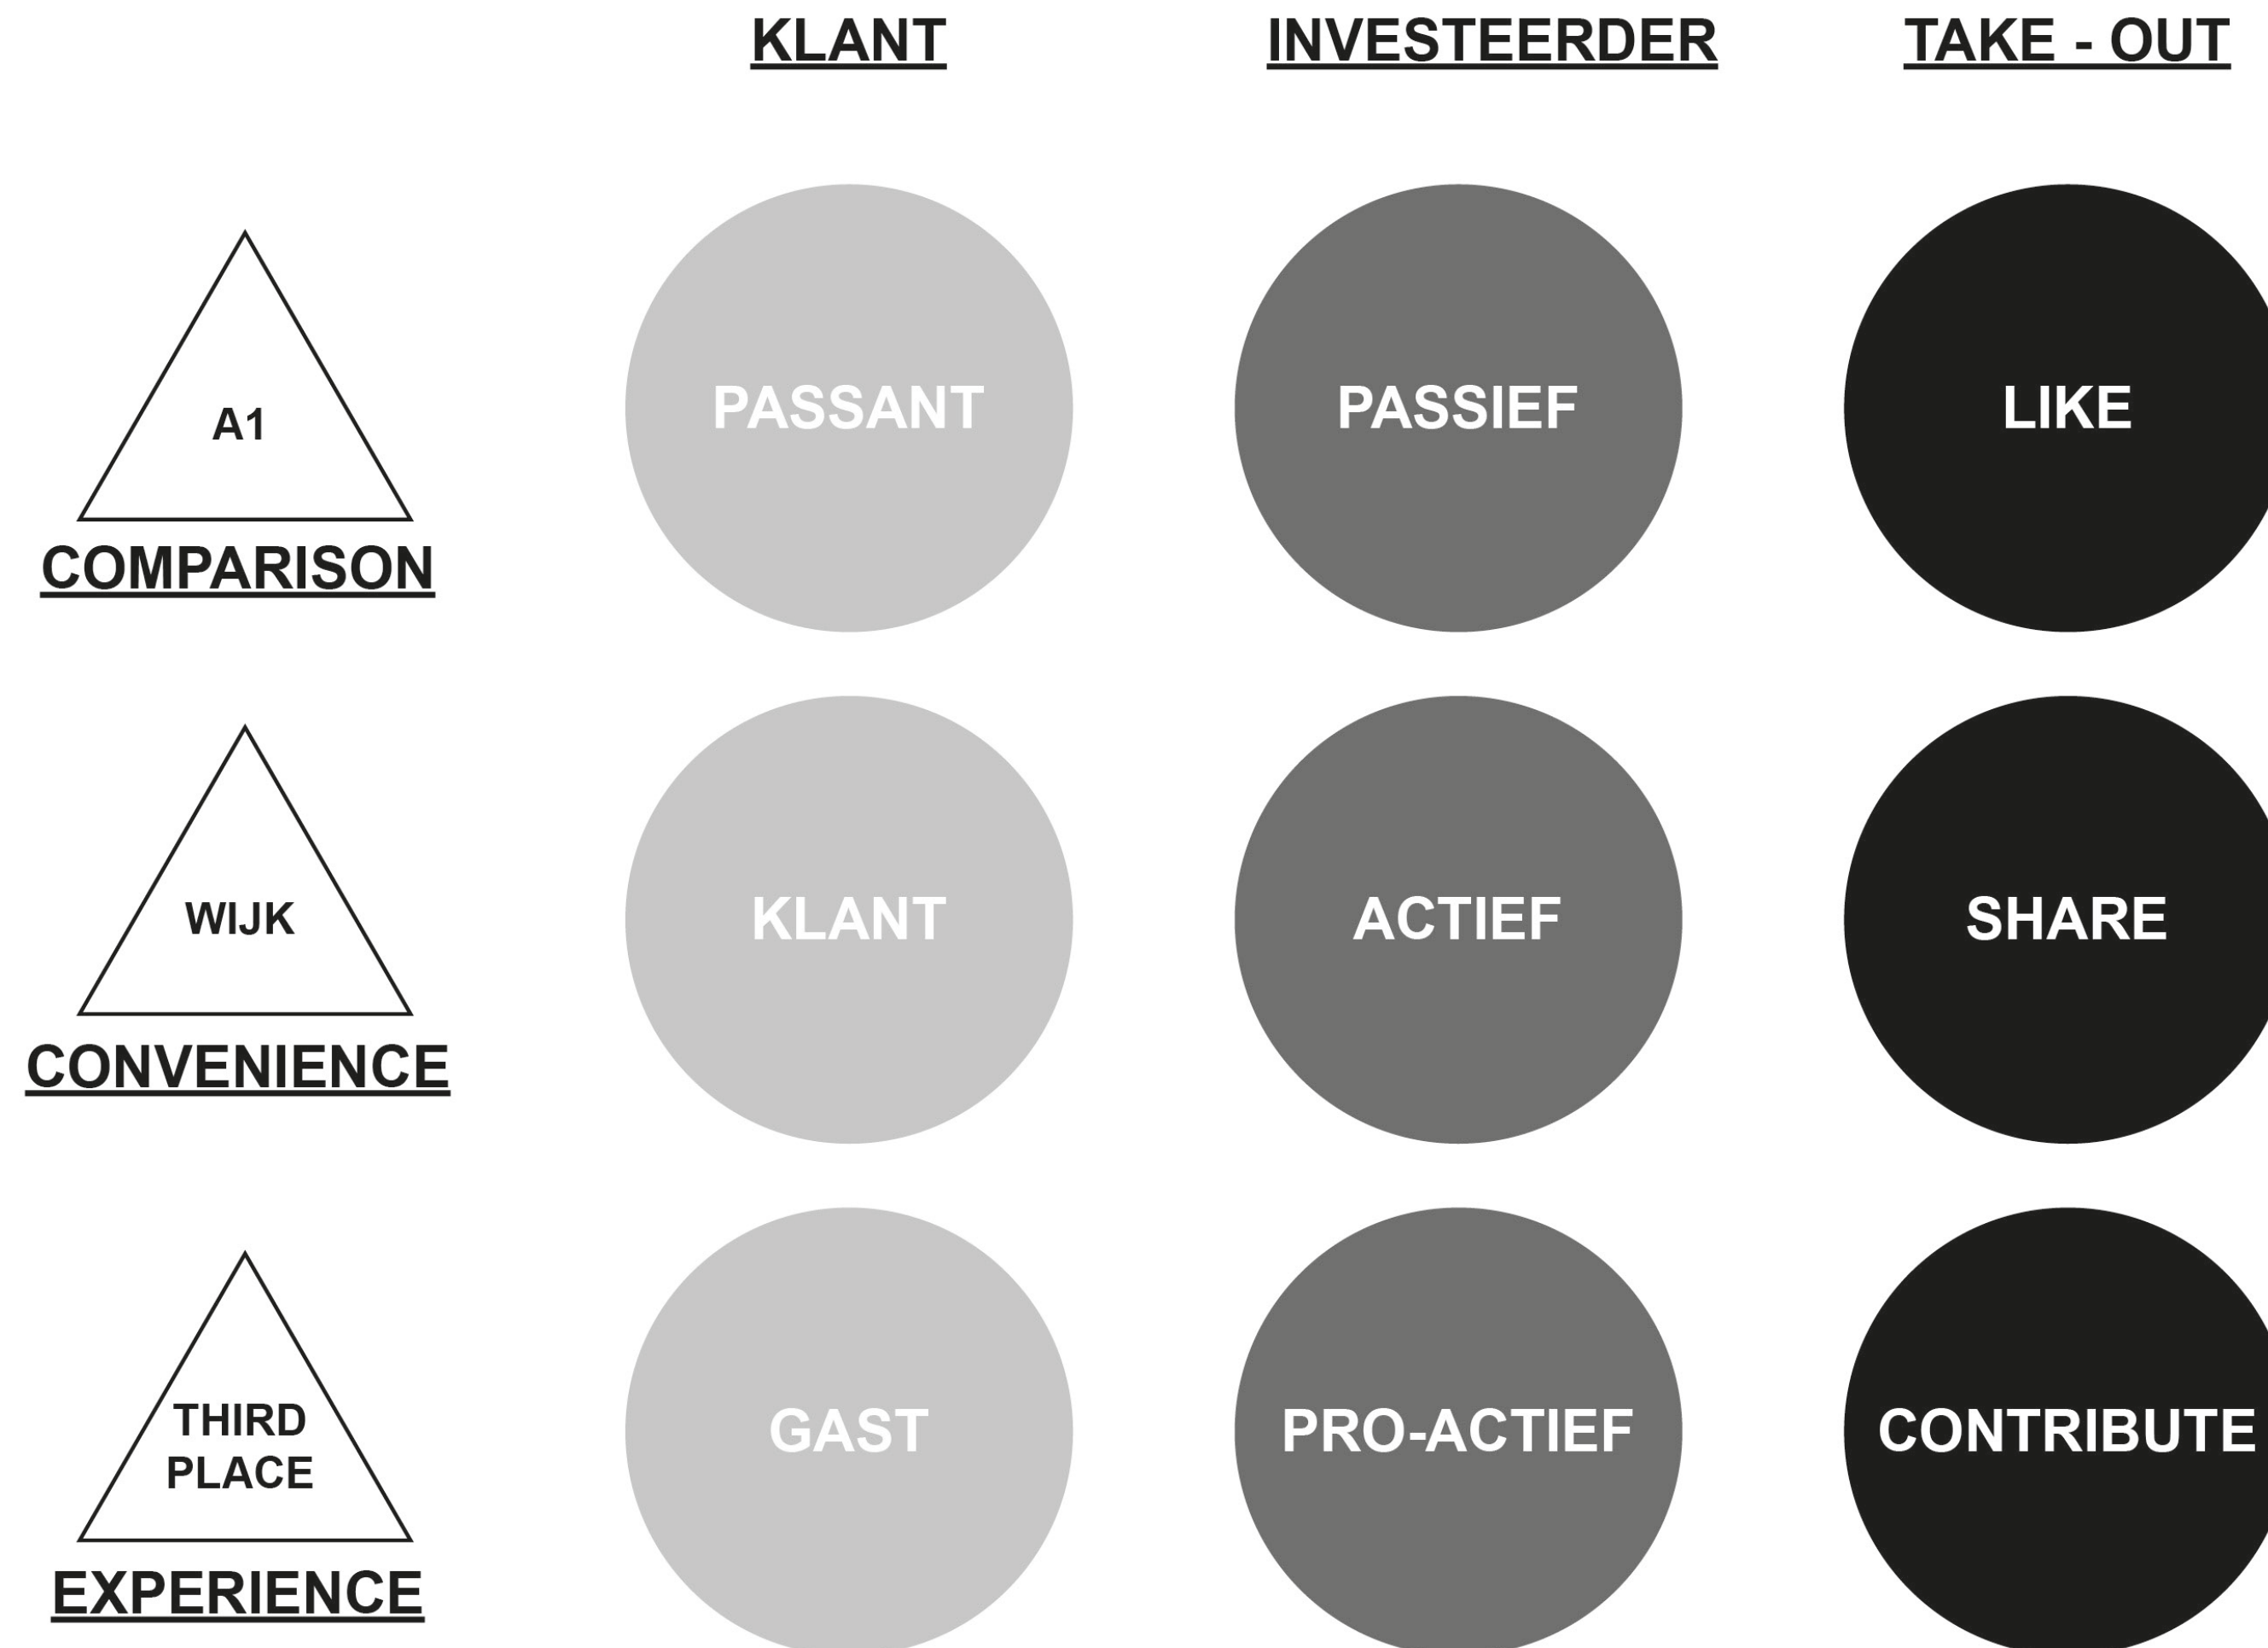 KLANT INVESTEERDER TAKE - OUT
A1
COMPARISON
PASSANT
PASSIEF
LIKE
WIJK
CONVENIENCE
KLANT
ACTIEF
SHARE
THIRD
PLACE
EXPERIENCE
GAST
PRO-ACTIEF
CONTRIBUTE